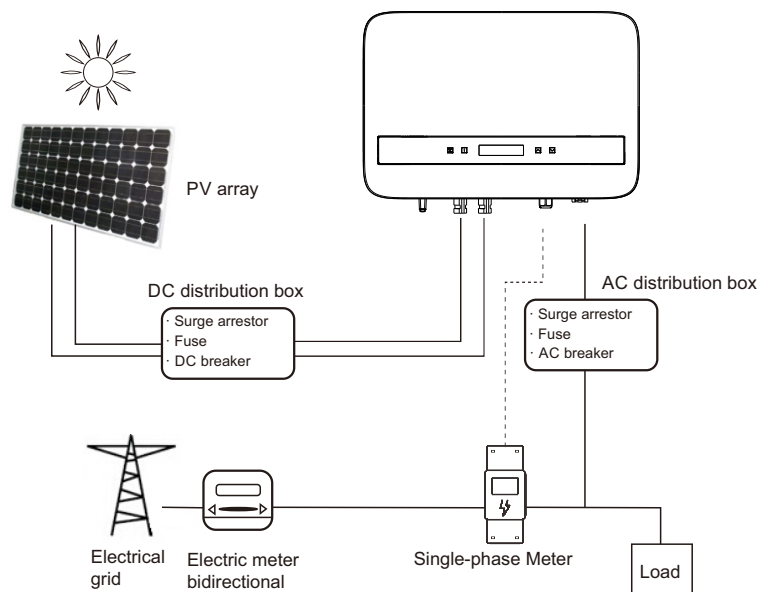 PV array
DC distribution box
· Surge arrestor
· Fuse
· DC breaker
AC distribution box
· Surge arrestor
· Fuse
· AC breaker
Electrical
grid
Electric meter
bidirectional
Single-phase Meter
Load